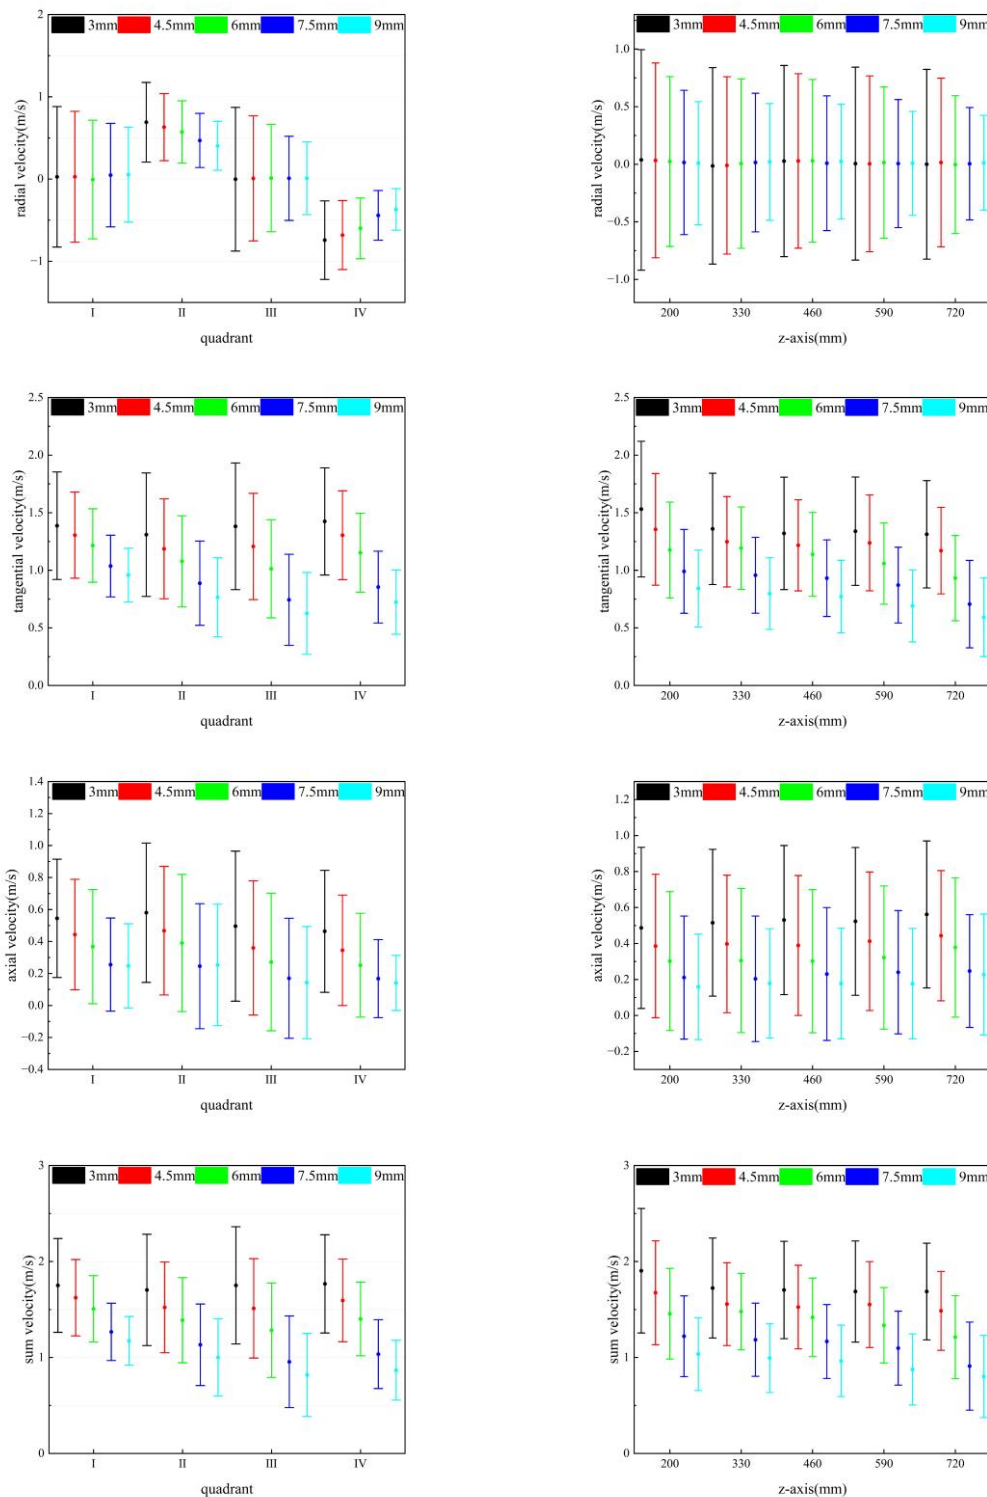 3mm 4.5mm 6mm 7.5mm 9mm
2
1
0
−1
radial velocity(m/s)
I II III IV
quadrant
3mm 4.5mm 6mm 7.5mm 9mm
1.0
0.5
0.0
−0.5
−1.0
radial velocity(m/s)
200 330 460 590 720
z-axis(mm)
3mm 4.5mm 6mm 7.5mm 9mm
2.5
2.0
1.5
1.0
0.5
0.0
tangential velocity(m/s)
I II III IV
quadrant
3mm 4.5mm 6mm 7.5mm 9mm
2.5
2.0
1.5
1.0
0.5
0.0
tangential velocity(m/s)
200 330 460 590 720
z-axis(mm)
3mm 4.5mm 6mm 7.5mm 9mm
1.4
1.2
1.0
0.8
0.6
0.4
0.2
0.0
−0.2
−0.4
axial velocity(m/s)
I II III IV
quadrant
3mm 4.5mm 6mm 7.5mm 9mm
1.2
1.0
0.8
0.6
0.4
0.2
0.0
−0.2
axial velocity(m/s)
200 330 460 590 720
z-axis(mm)
3mm 4.5mm 6mm 7.5mm 9mm
3
2
1
0
sum velocity(m/s)
I II III IV
quadrant
3mm 4.5mm 6mm 7.5mm 9mm
3
2
1
0
sum velocity(m/s)
200 330 460 590 720
z-axis(mm)